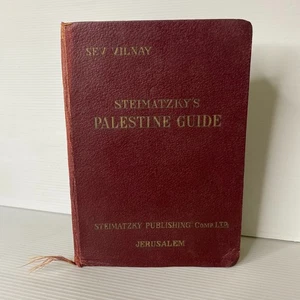 ZEV VILNAY
STEIMATZKY'S
PALESTINE GUIDE
STEIMATZKY PUBLISHING COMP. LTD.
JERUSALEM